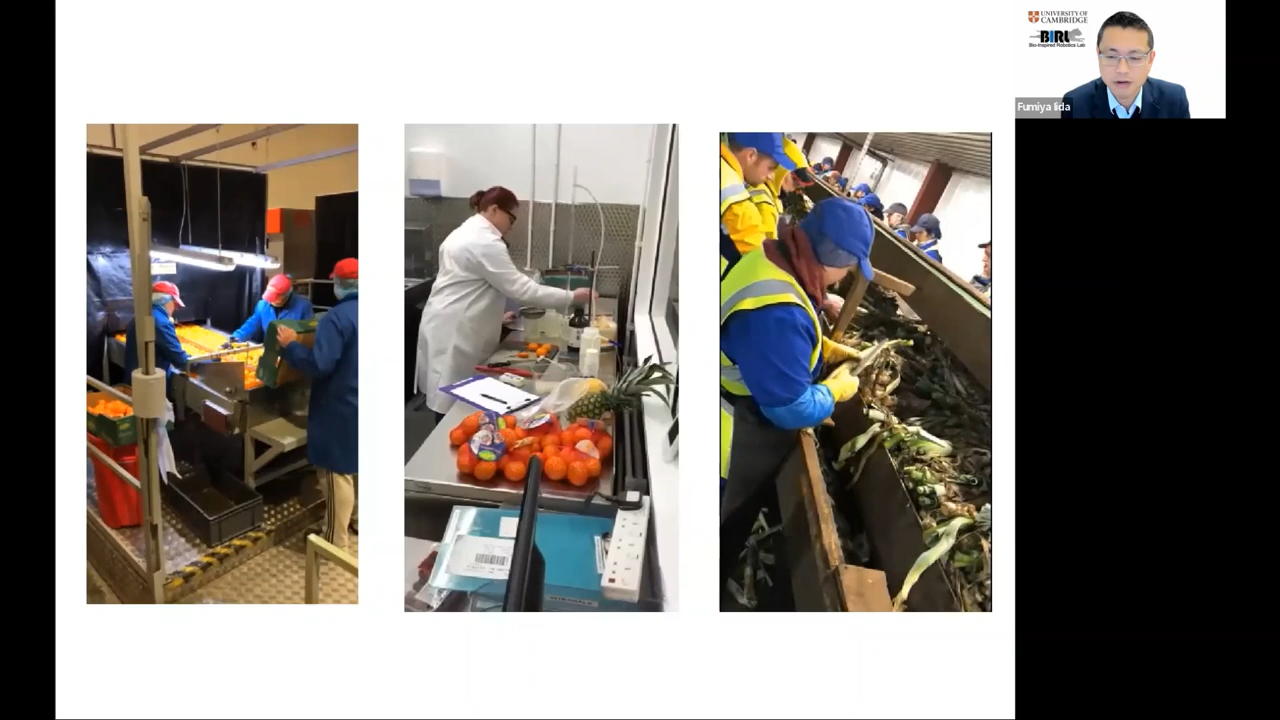 UNIVERSITY OF
CAMBRIDGE
BIRL
Bio-Inspired Robotics Lab
Fumiya Iida